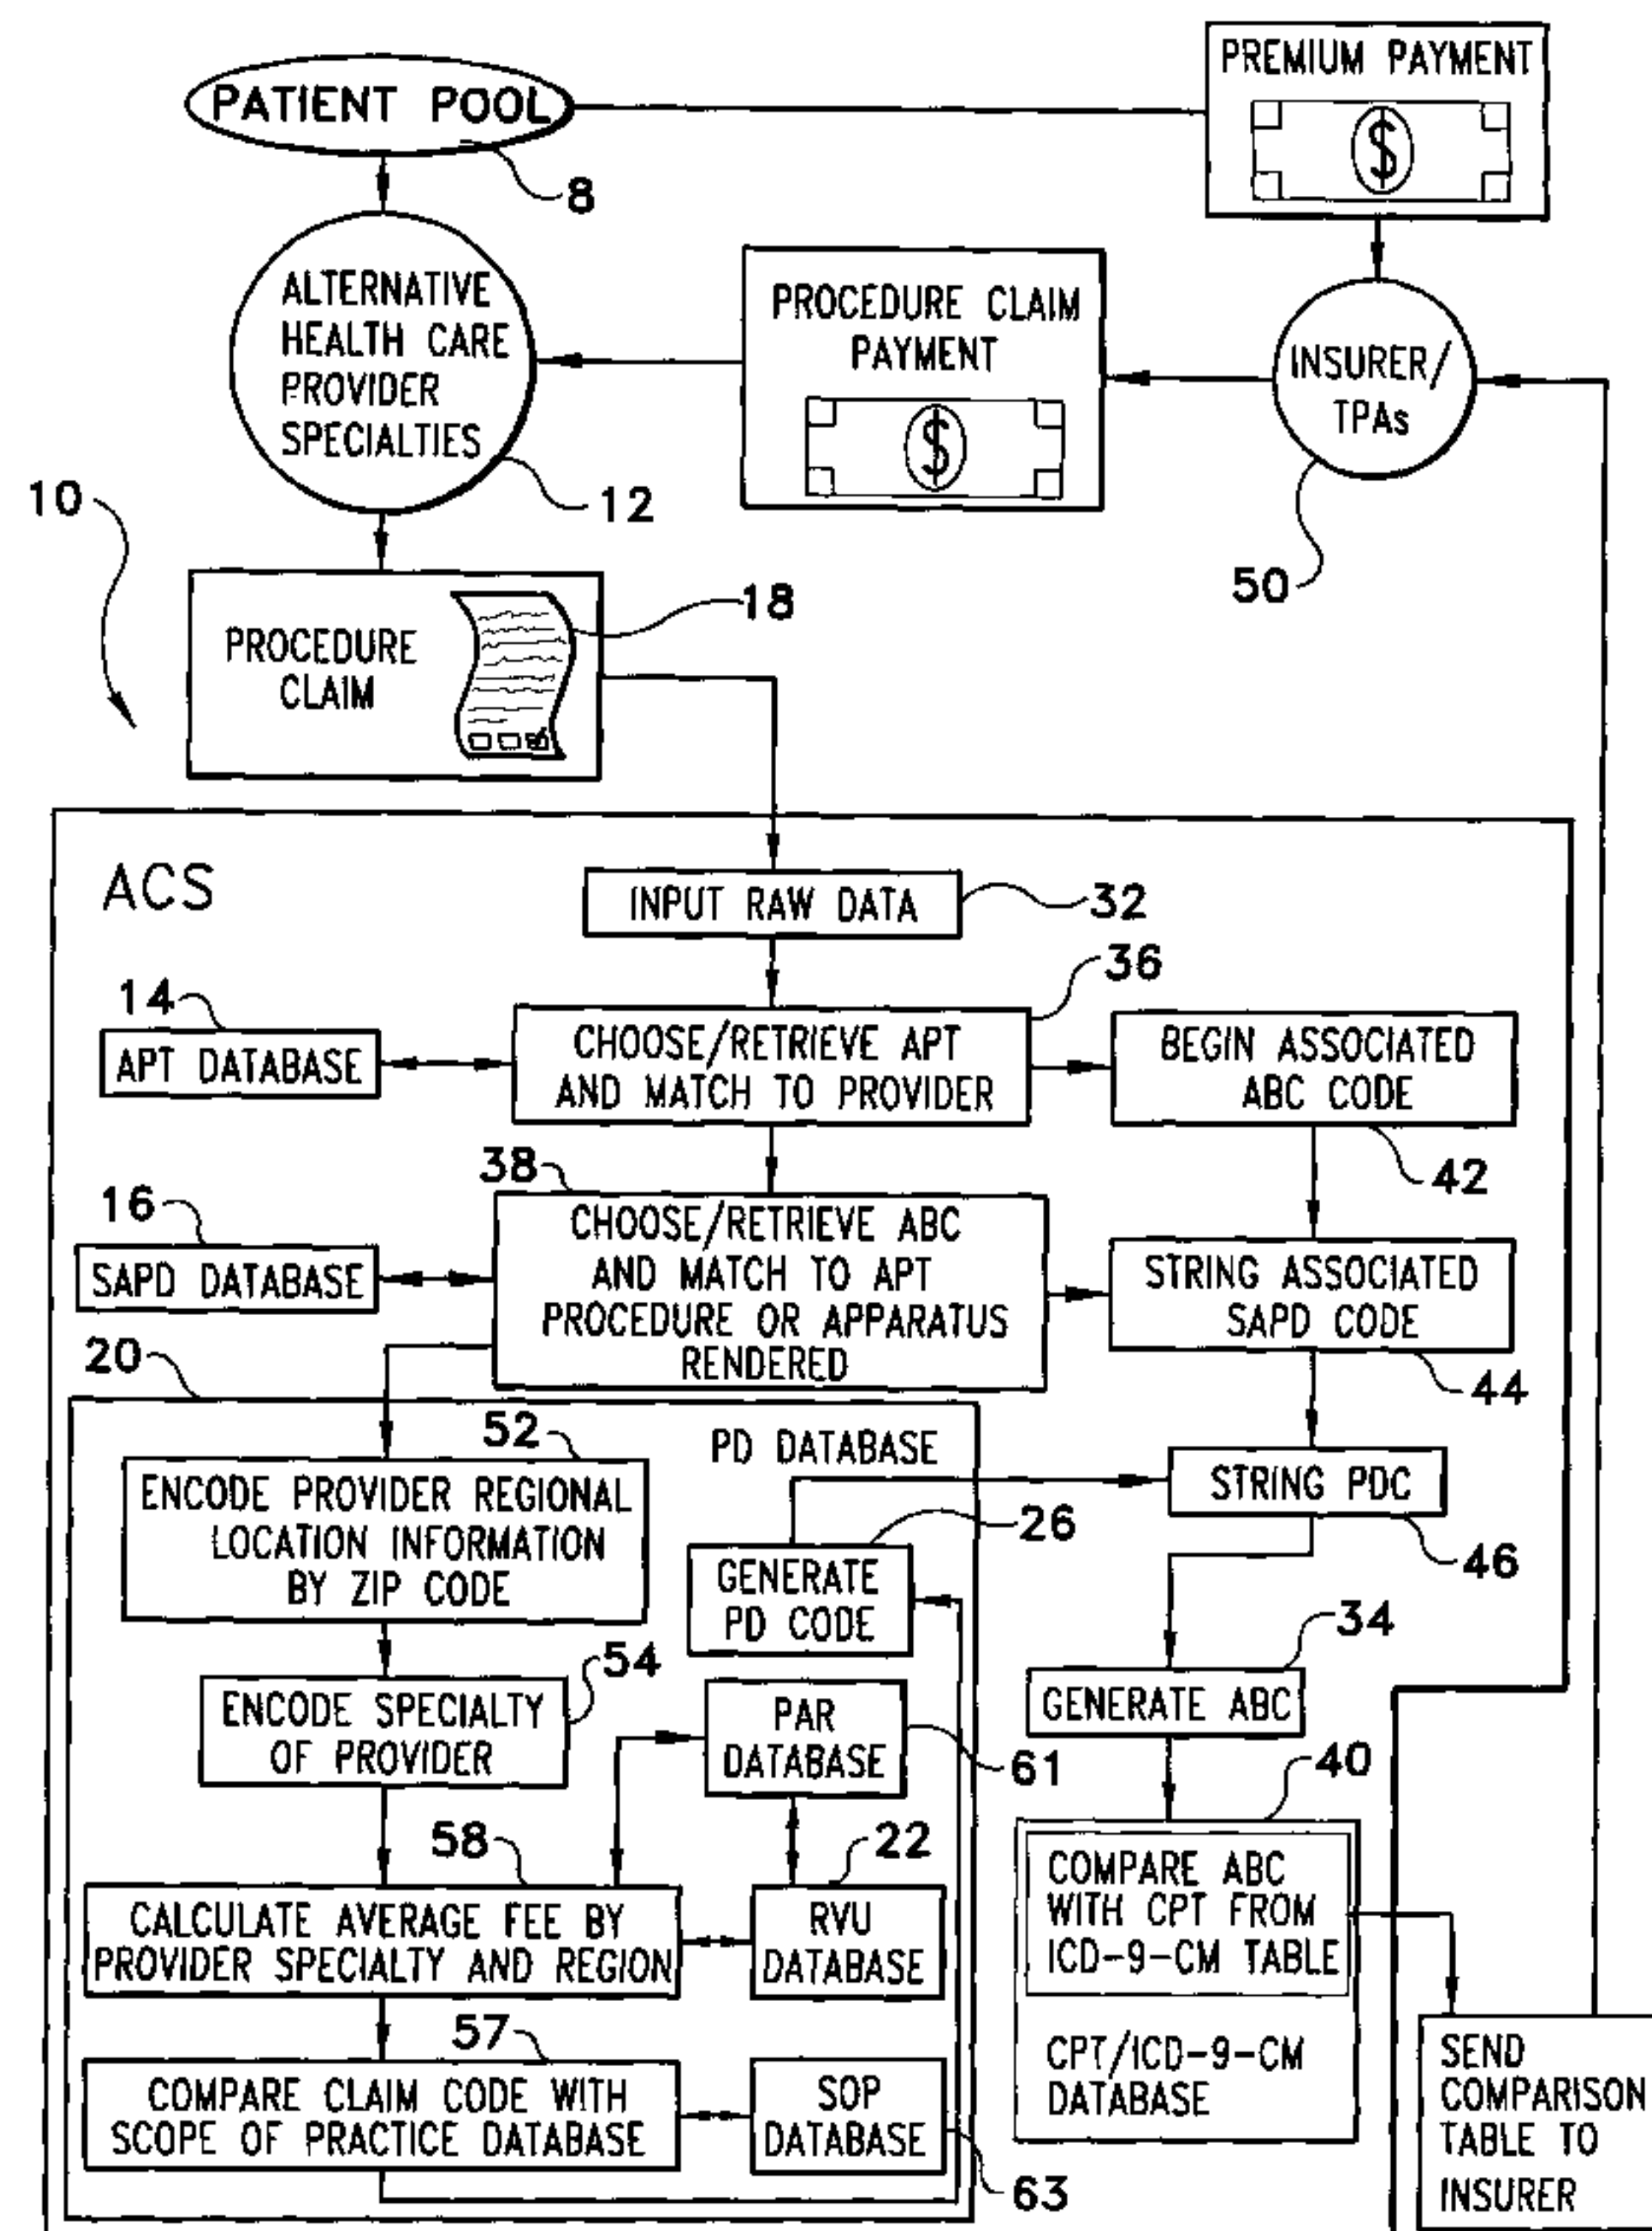 PREMIUM PAYMENT
$
PATIENT POOL
8
ALTERNATIVE
HEALTH CARE
PROVIDER
SPECIALTIES
12
PROCEDURE CLAIM
PAYMENT
$
INSURER/
TPAs
50
10
PROCEDURE
CLAIM
18
ACS
INPUT RAW DATA
32
36
14
APT DATABASE
CHOOSE/RETRIEVE APT
AND MATCH TO PROVIDER
BEGIN ASSOCIATED
ABC CODE
42
38
16
SAPD DATABASE
CHOOSE/RETRIEVE ABC
AND MATCH TO APT
PROCEDURE OR APPARATUS
RENDERED
STRING ASSOCIATED
SAPD CODE
44
20
PD DATABASE
52
ENCODE PROVIDER REGIONAL
LOCATION INFORMATION
BY ZIP CODE
STRING PDC
46
26
GENERATE
PD CODE
34
GENERATE ABC
54
ENCODE SPECIALTY
OF PROVIDER
PAR
DATABASE
61
40
58
22
CALCULATE AVERAGE FEE BY
PROVIDER SPECIALTY AND REGION
RVU
DATABASE
COMPARE ABC
WITH CPT FROM
ICD-9-CM TABLE
CPT/ICD-9-CM
DATABASE
57
COMPARE CLAIM CODE WITH
SCOPE OF PRACTICE DATABASE
SOP
DATABASE
63
SEND
COMPARISON
TABLE TO
INSURER